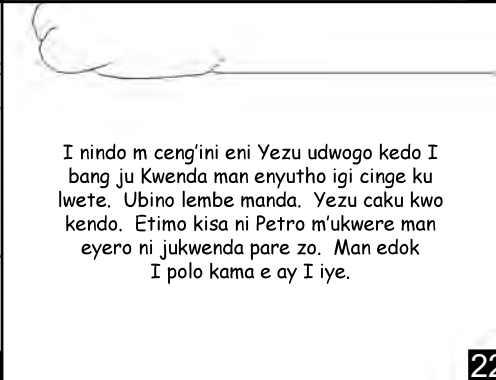 I nindo m ceng'ini eni Yezu udwogo kedo I
bang ju Kwenda man enyutho igi cinge ku
lwete. Ubino lembe manda. Yezu caku kwo
kendo. Etimo kisa ni Petro m'ukwere man
eyero ni jukwenda pare zo. Man edok
I polo kama e ay I iye.
22